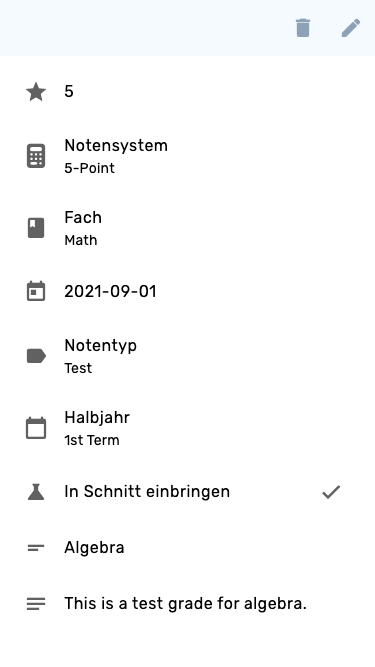 5
Notensystem
5-Point
Fach
Math
2021-09-01
Notentyp
Test
Halbjahr
1st Term
In Schnitt einbringen
Algebra
This is a test grade for algebra.